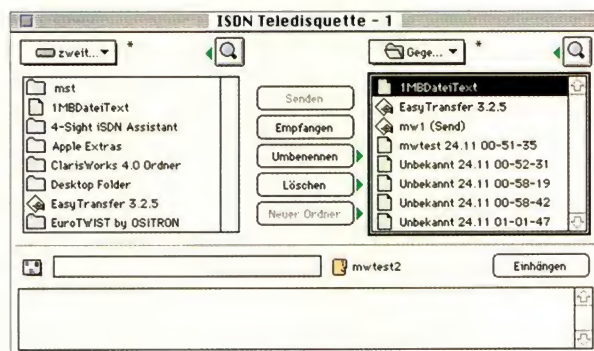 ISDN Teledisquette - 1
zweit... *
Gege... *
mst
1MBDateiText
4-Sight iSDN Assistant
Apple Extras
ClarisWorks 4.0 Ordner
Desktop Folder
EasyTransfer 3.2.5
EuroTWIST by OSITRON
Senden
Empfangen
Umbenennen
Löschen
Neuer Ordner
1MBDateiText
EasyTransfer 3.2.5
mw1 (Send)
mwtest 24.11 00-51-35
Unbekannt 24.11 00-52-31
Unbekannt 24.11 00-58-19
Unbekannt 24.11 00-58-42
Unbekannt 24.11 01-01-47
mwtest2
Einhängen